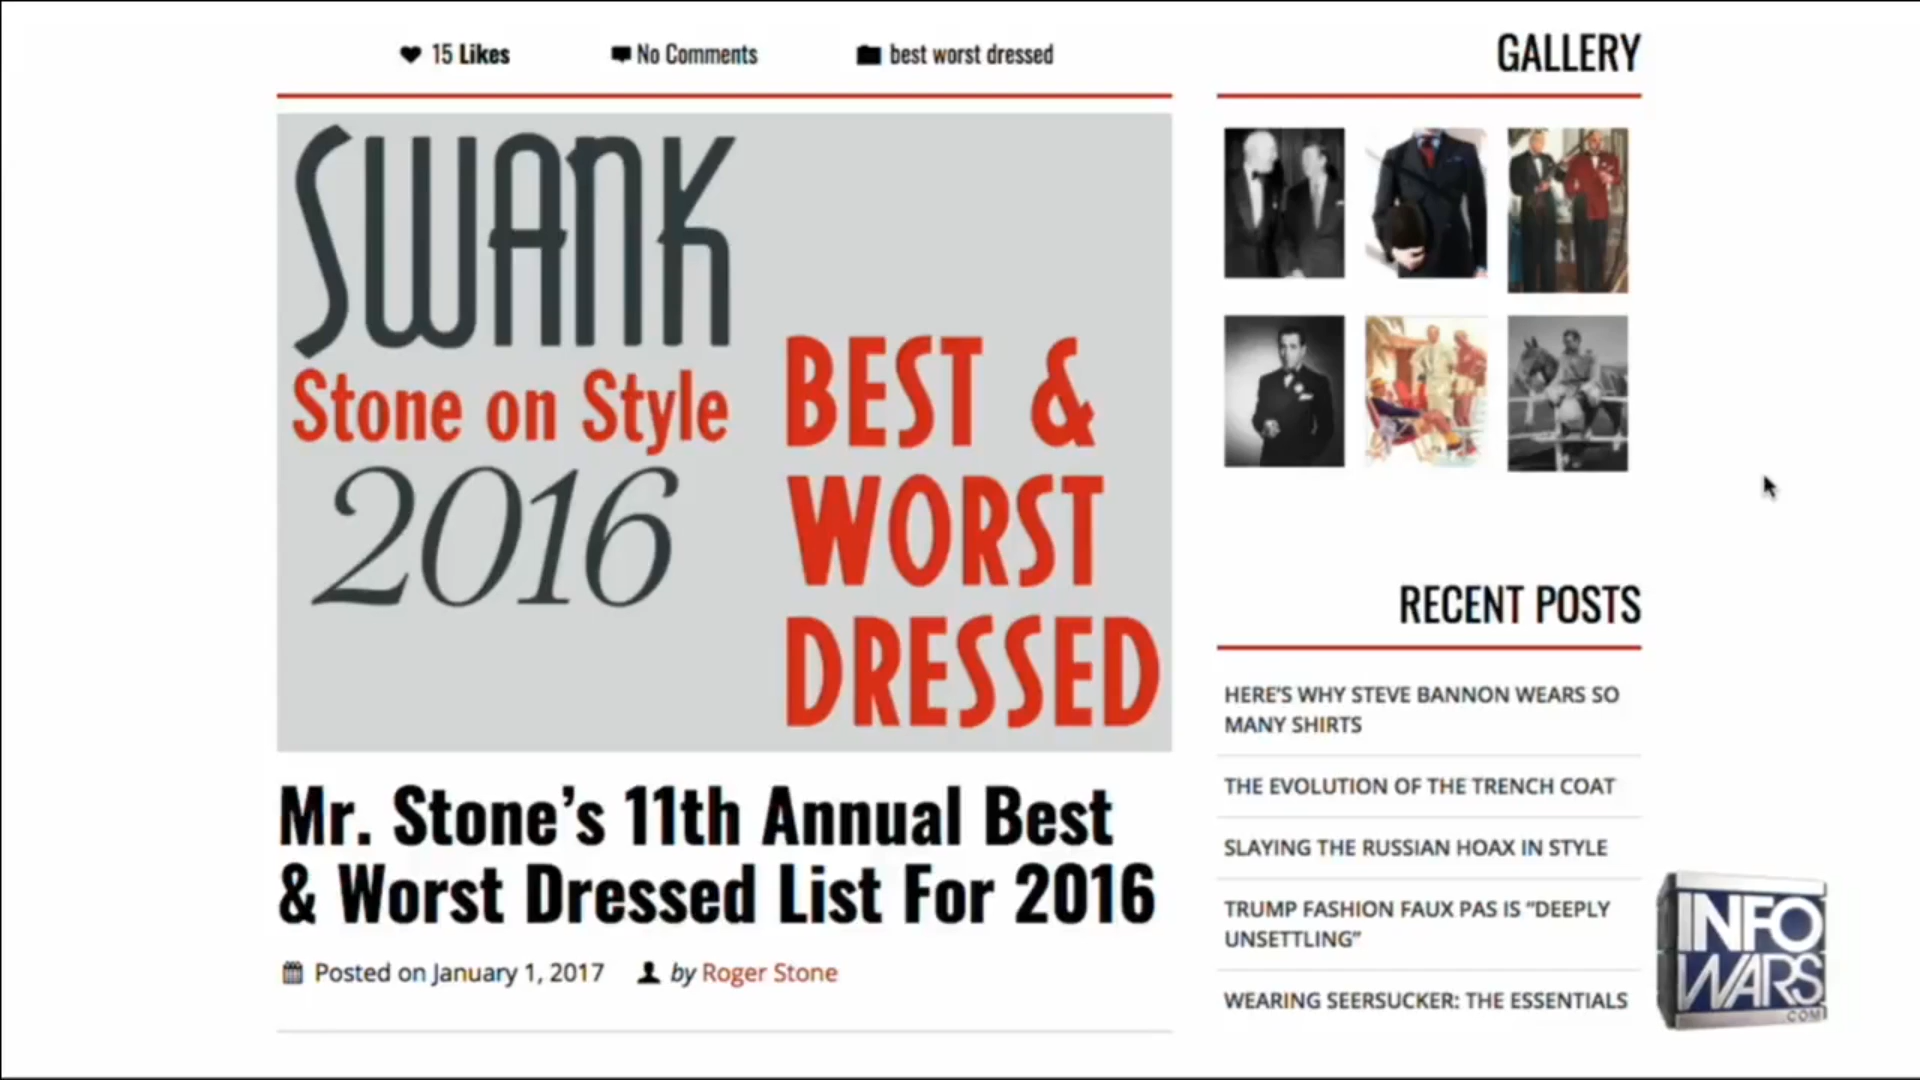 15 Likes
No Comments
best worst dressed
SWANK
Stone on Style
2016
BEST &
WORST
DRESSED
Mr. Stone's 11th Annual Best
& Worst Dressed List For 2016
Posted on January 1, 2017
by Roger Stone
GALLERY
RECENT POSTS
HERE'S WHY STEVE BANNON WEARS SO
MANY SHIRTS
THE EVOLUTION OF THE TRENCH COAT
SLAYING THE RUSSIAN HOAX IN STYLE
TRUMP FASHION FAUX PAS IS "DEEPLY
UNSETTLING"
WEARING SEERSUCKER: THE ESSENTIALS
INFO
WARS
.COM